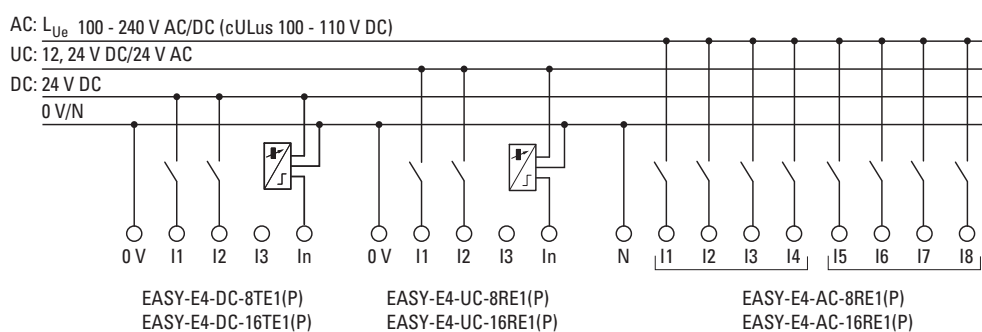 AC: LUe 100 - 240 V AC/DC (cULus 100 - 110 V DC)
UC: 12, 24 V DC/24 V AC
DC: 24 V DC
0 V/N
0 V I1 I2 I3 In 0 V I1 I2 I3 In N I1 I2 I3 I4 I5 I6 I7 I8
EASY-E4-DC-8TE1(P)
EASY-E4-DC-16TE1(P)
EASY-E4-UC-8RE1(P)
EASY-E4-UC-16RE1(P)
EASY-E4-AC-8RE1(P)
EASY-E4-AC-16RE1(P)